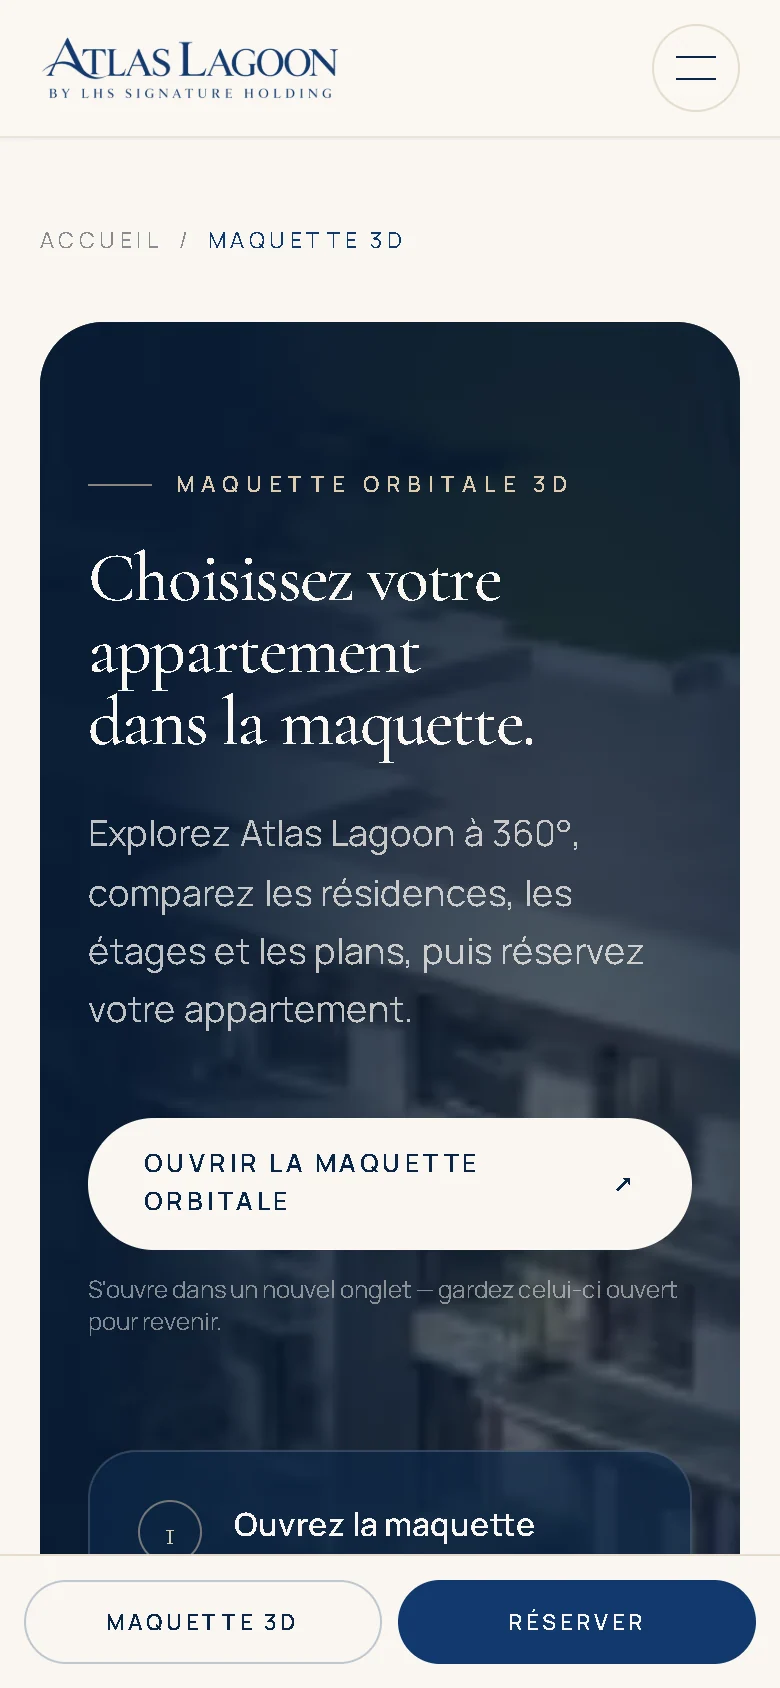 ATLAS LAGOON
BY LHS SIGNATURE HOLDING
ACCUEIL / MAQUETTE 3D
MAQUETTE ORBITALE 3D
Choisissez votre
appartement
dans la maquette.
Explorez Atlas Lagoon à 360°,
comparez les résidences, les
étages et les plans, puis réservez
votre appartement.
OUVRIR LA MAQUETTE
ORBITALE ↗
S'ouvre dans un nouvel onglet — gardez celui-ci ouvert
pour revenir.
1 Ouvrez la maquette
MAQUETTE 3D RÉSERVER